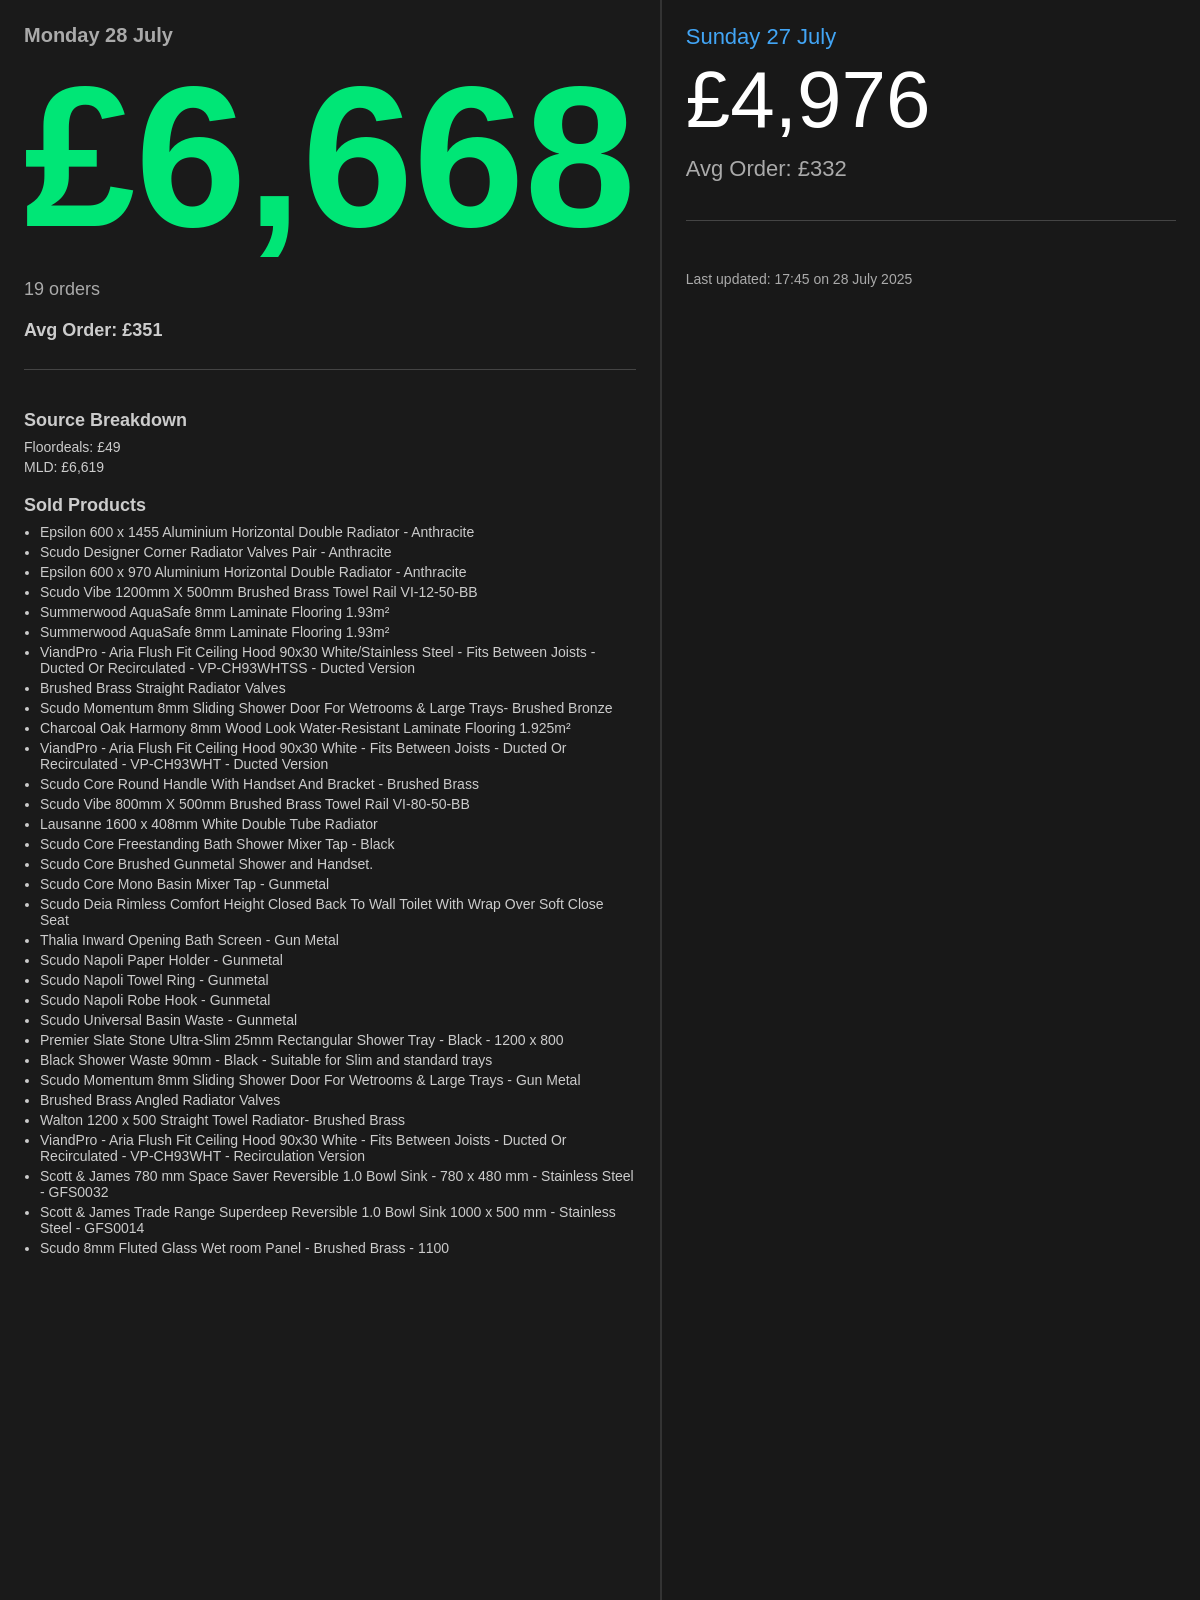 Monday 28 July
£6,668
19 orders
Avg Order: £351
Source Breakdown
Floordeals: £49
MLD: £6,619
Sold Products
• Epsilon 600 x 1455 Aluminium Horizontal Double Radiator - Anthracite
• Scudo Designer Corner Radiator Valves Pair - Anthracite
• Epsilon 600 x 970 Aluminium Horizontal Double Radiator - Anthracite
• Scudo Vibe 1200mm X 500mm Brushed Brass Towel Rail VI-12-50-BB
• Summerwood AquaSafe 8mm Laminate Flooring 1.93m²
• Summerwood AquaSafe 8mm Laminate Flooring 1.93m²
• ViandPro - Aria Flush Fit Ceiling Hood 90x30 White/Stainless Steel - Fits Between Joists -
Ducted Or Recirculated - VP-CH93WHTSS - Ducted Version
• Brushed Brass Straight Radiator Valves
• Scudo Momentum 8mm Sliding Shower Door For Wetrooms & Large Trays- Brushed Bronze
• Charcoal Oak Harmony 8mm Wood Look Water-Resistant Laminate Flooring 1.925m²
• ViandPro - Aria Flush Fit Ceiling Hood 90x30 White - Fits Between Joists - Ducted Or
Recirculated - VP-CH93WHT - Ducted Version
• Scudo Core Round Handle With Handset And Bracket - Brushed Brass
• Scudo Vibe 800mm X 500mm Brushed Brass Towel Rail VI-80-50-BB
• Lausanne 1600 x 408mm White Double Tube Radiator
• Scudo Core Freestanding Bath Shower Mixer Tap - Black
• Scudo Core Brushed Gunmetal Shower and Handset.
• Scudo Core Mono Basin Mixer Tap - Gunmetal
• Scudo Deia Rimless Comfort Height Closed Back To Wall Toilet With Wrap Over Soft Close
Seat
• Thalia Inward Opening Bath Screen - Gun Metal
• Scudo Napoli Paper Holder - Gunmetal
• Scudo Napoli Towel Ring - Gunmetal
• Scudo Napoli Robe Hook - Gunmetal
• Scudo Universal Basin Waste - Gunmetal
• Premier Slate Stone Ultra-Slim 25mm Rectangular Shower Tray - Black - 1200 x 800
• Black Shower Waste 90mm - Black - Suitable for Slim and standard trays
• Scudo Momentum 8mm Sliding Shower Door For Wetrooms & Large Trays - Gun Metal
• Brushed Brass Angled Radiator Valves
• Walton 1200 x 500 Straight Towel Radiator- Brushed Brass
• ViandPro - Aria Flush Fit Ceiling Hood 90x30 White - Fits Between Joists - Ducted Or
Recirculated - VP-CH93WHT - Recirculation Version
• Scott & James 780 mm Space Saver Reversible 1.0 Bowl Sink - 780 x 480 mm - Stainless Steel
- GFS0032
• Scott & James Trade Range Superdeep Reversible 1.0 Bowl Sink 1000 x 500 mm - Stainless
Steel - GFS0014
• Scudo 8mm Fluted Glass Wet room Panel - Brushed Brass - 1100
Sunday 27 July
£4,976
Avg Order: £332
Last updated: 17:45 on 28 July 2025